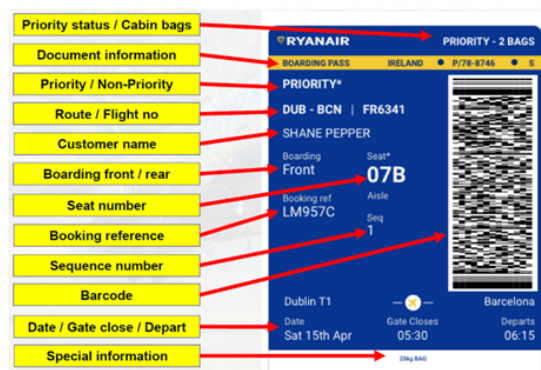 Priority status / Cabin bags
Document information
Priority / Non-Priority
Route / Flight no
Customer name
Boarding front / rear
Seat number
Booking reference
Sequence number
Barcode
Date / Gate close / Depart
Special information
RYANAIR PRIORITY - 2 BAGS
BOARDING PASS IRELAND P/78-8746 S
PRIORITY*
DUB - BCN | FR6341
SHANE PEPPER
Boarding Seat*
Front 07B
Booking ref Aisle
LM957C
Seq
1
Dublin T1 Barcelona
Date Gate Closes Departs
Sat 15th Apr 05:30 06:15
20kg BAG